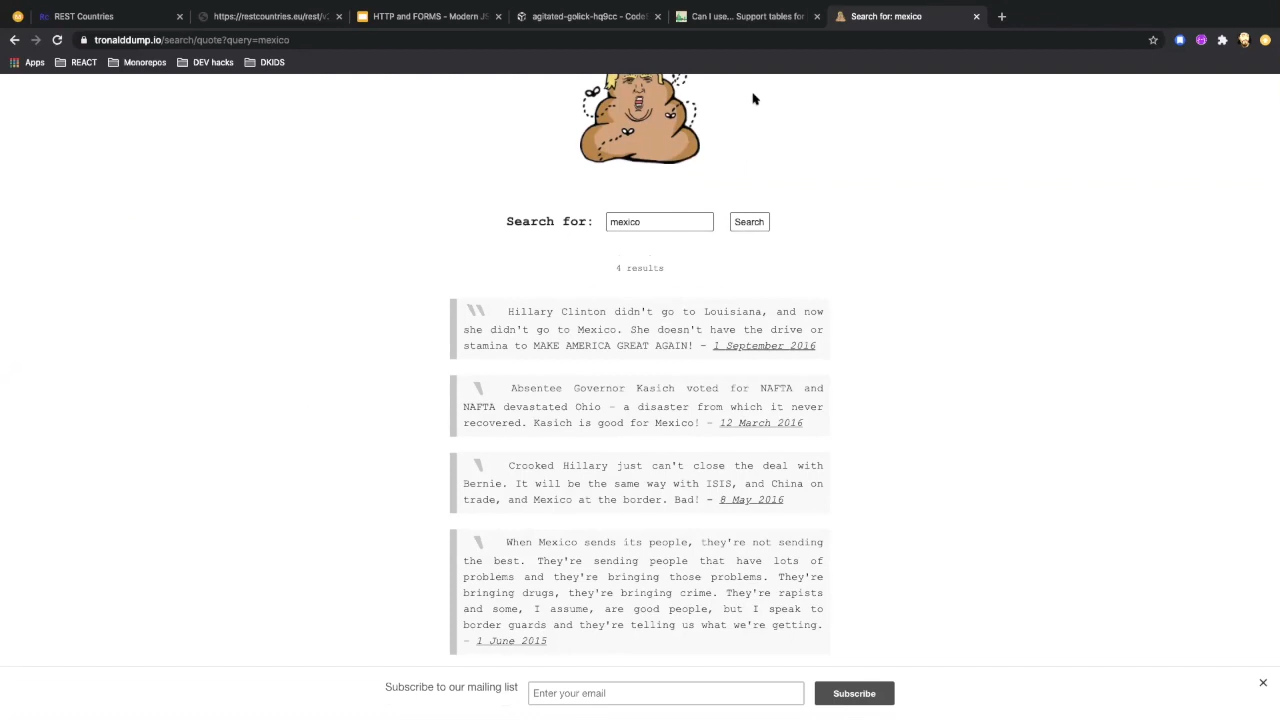 REST Countries
https://restcountries.eu/rest/v2
HTTP and FORMS - Modern JS
agitated-golick-hq9cc - CodeS
Can I use... Support tables for
Search for: mexico
tronalddump.io/search/quote?query=mexico
Apps
REACT
Monorepos
DEV hacks
DKIDS
Search for: mexico Search
4 results
Hillary Clinton didn't go to Louisiana, and now
she didn't go to Mexico. She doesn't have the drive or
stamina to MAKE AMERICA GREAT AGAIN! - 1 September 2016
Absentee Governor Kasich voted for NAFTA and
NAFTA devastated Ohio - a disaster from which it never
recovered. Kasich is good for Mexico! - 12 March 2016
Crooked Hillary just can't close the deal with
Bernie. It will be the same way with ISIS, and China on
trade, and Mexico at the border. Bad! - 8 May 2016
When Mexico sends its people, they're not sending
the best. They're sending people that have lots of
problems and they're bringing those problems. They're
bringing drugs, they're bringing crime. They're rapists
and some, I assume, are good people, but I speak to
border guards and they're telling us what we're getting.
- 1 June 2015
Subscribe to our mailing list
Enter your email
Subscribe